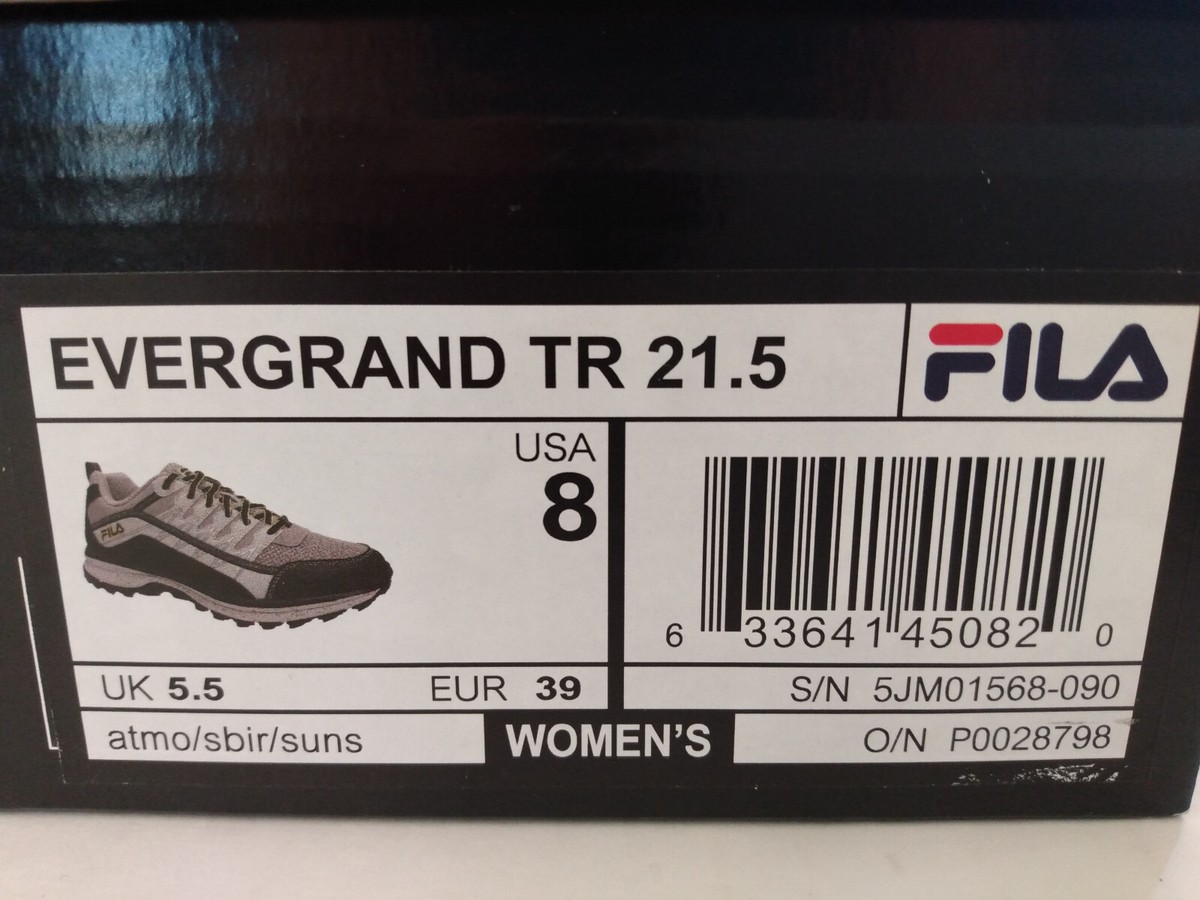 EVERGRAND TR 21.5
FILA
USA
8
FILA
6 33641 45082 0
UK 5.5 EUR 39
S/N 5JM01568-090
atmo/sbir/suns
WOMEN'S
O/N P0028798